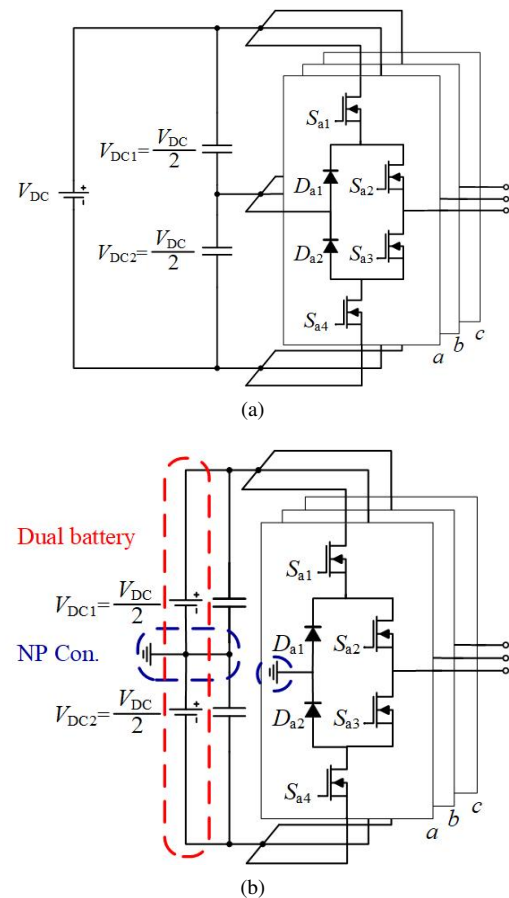 S_a1
V_DC1=V_DC/2
V_DC
+
-
D_a1
S_a2
V_DC2=V_DC/2
D_a2
S_a3
S_a4
a
b
c
(a)
Dual battery
S_a1
V_DC1=V_DC/2
+
-
NP Con.
D_a1
S_a2
V_DC2=V_DC/2
+
-
D_a2
S_a3
S_a4
a
b
c
(b)